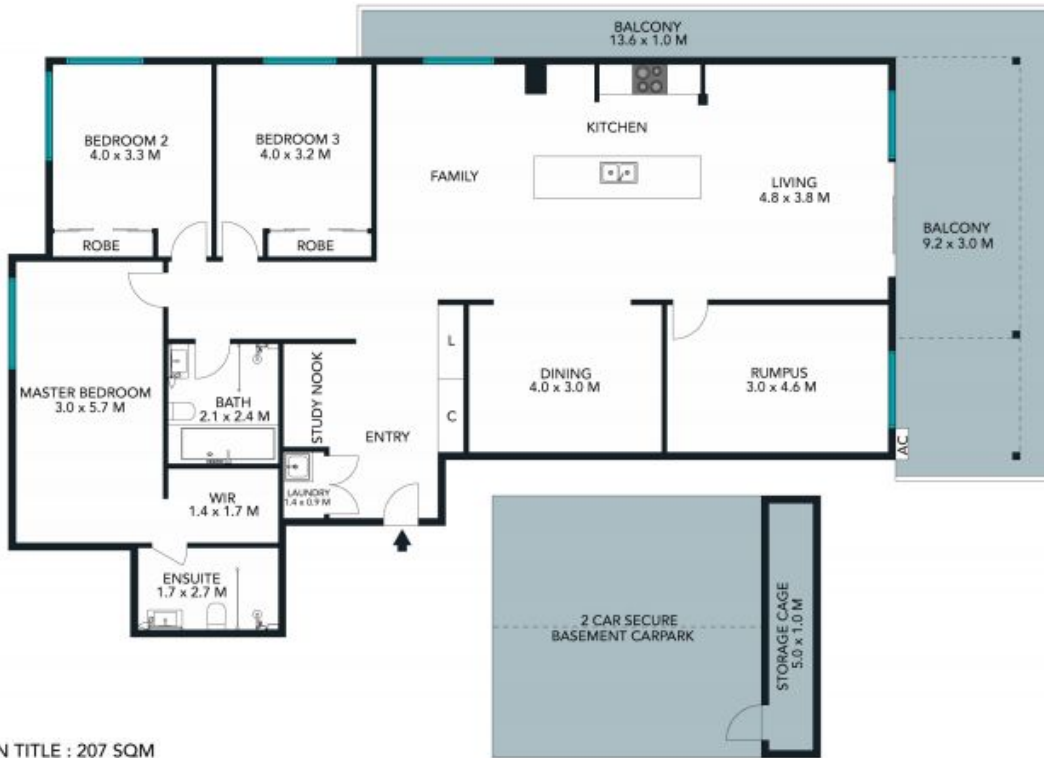 BALCONY
13.6 x 1.0 M
BEDROOM 2
4.0 x 3.3 M
BEDROOM 3
4.0 x 3.2 M
KITCHEN
FAMILY
LIVING
4.8 x 3.8 M
BALCONY
9.2 x 3.0 M
ROBE
ROBE
L
C
MASTER BEDROOM
3.0 x 5.7 M
BATH
2.1 x 2.4 M
STUDY NOOK
ENTRY
DINING
4.0 x 3.0 M
RUMPUS
3.0 x 4.6 M
AC
LAUNDRY
1.4 x 0.9 M
WIR
1.4 x 1.7 M
ENSUITE
1.7 x 2.7 M
2 CAR SECURE
BASEMENT CARPARK
STORAGE CAGE
5.0 x 1.0 M
N TITLE : 207 SQM